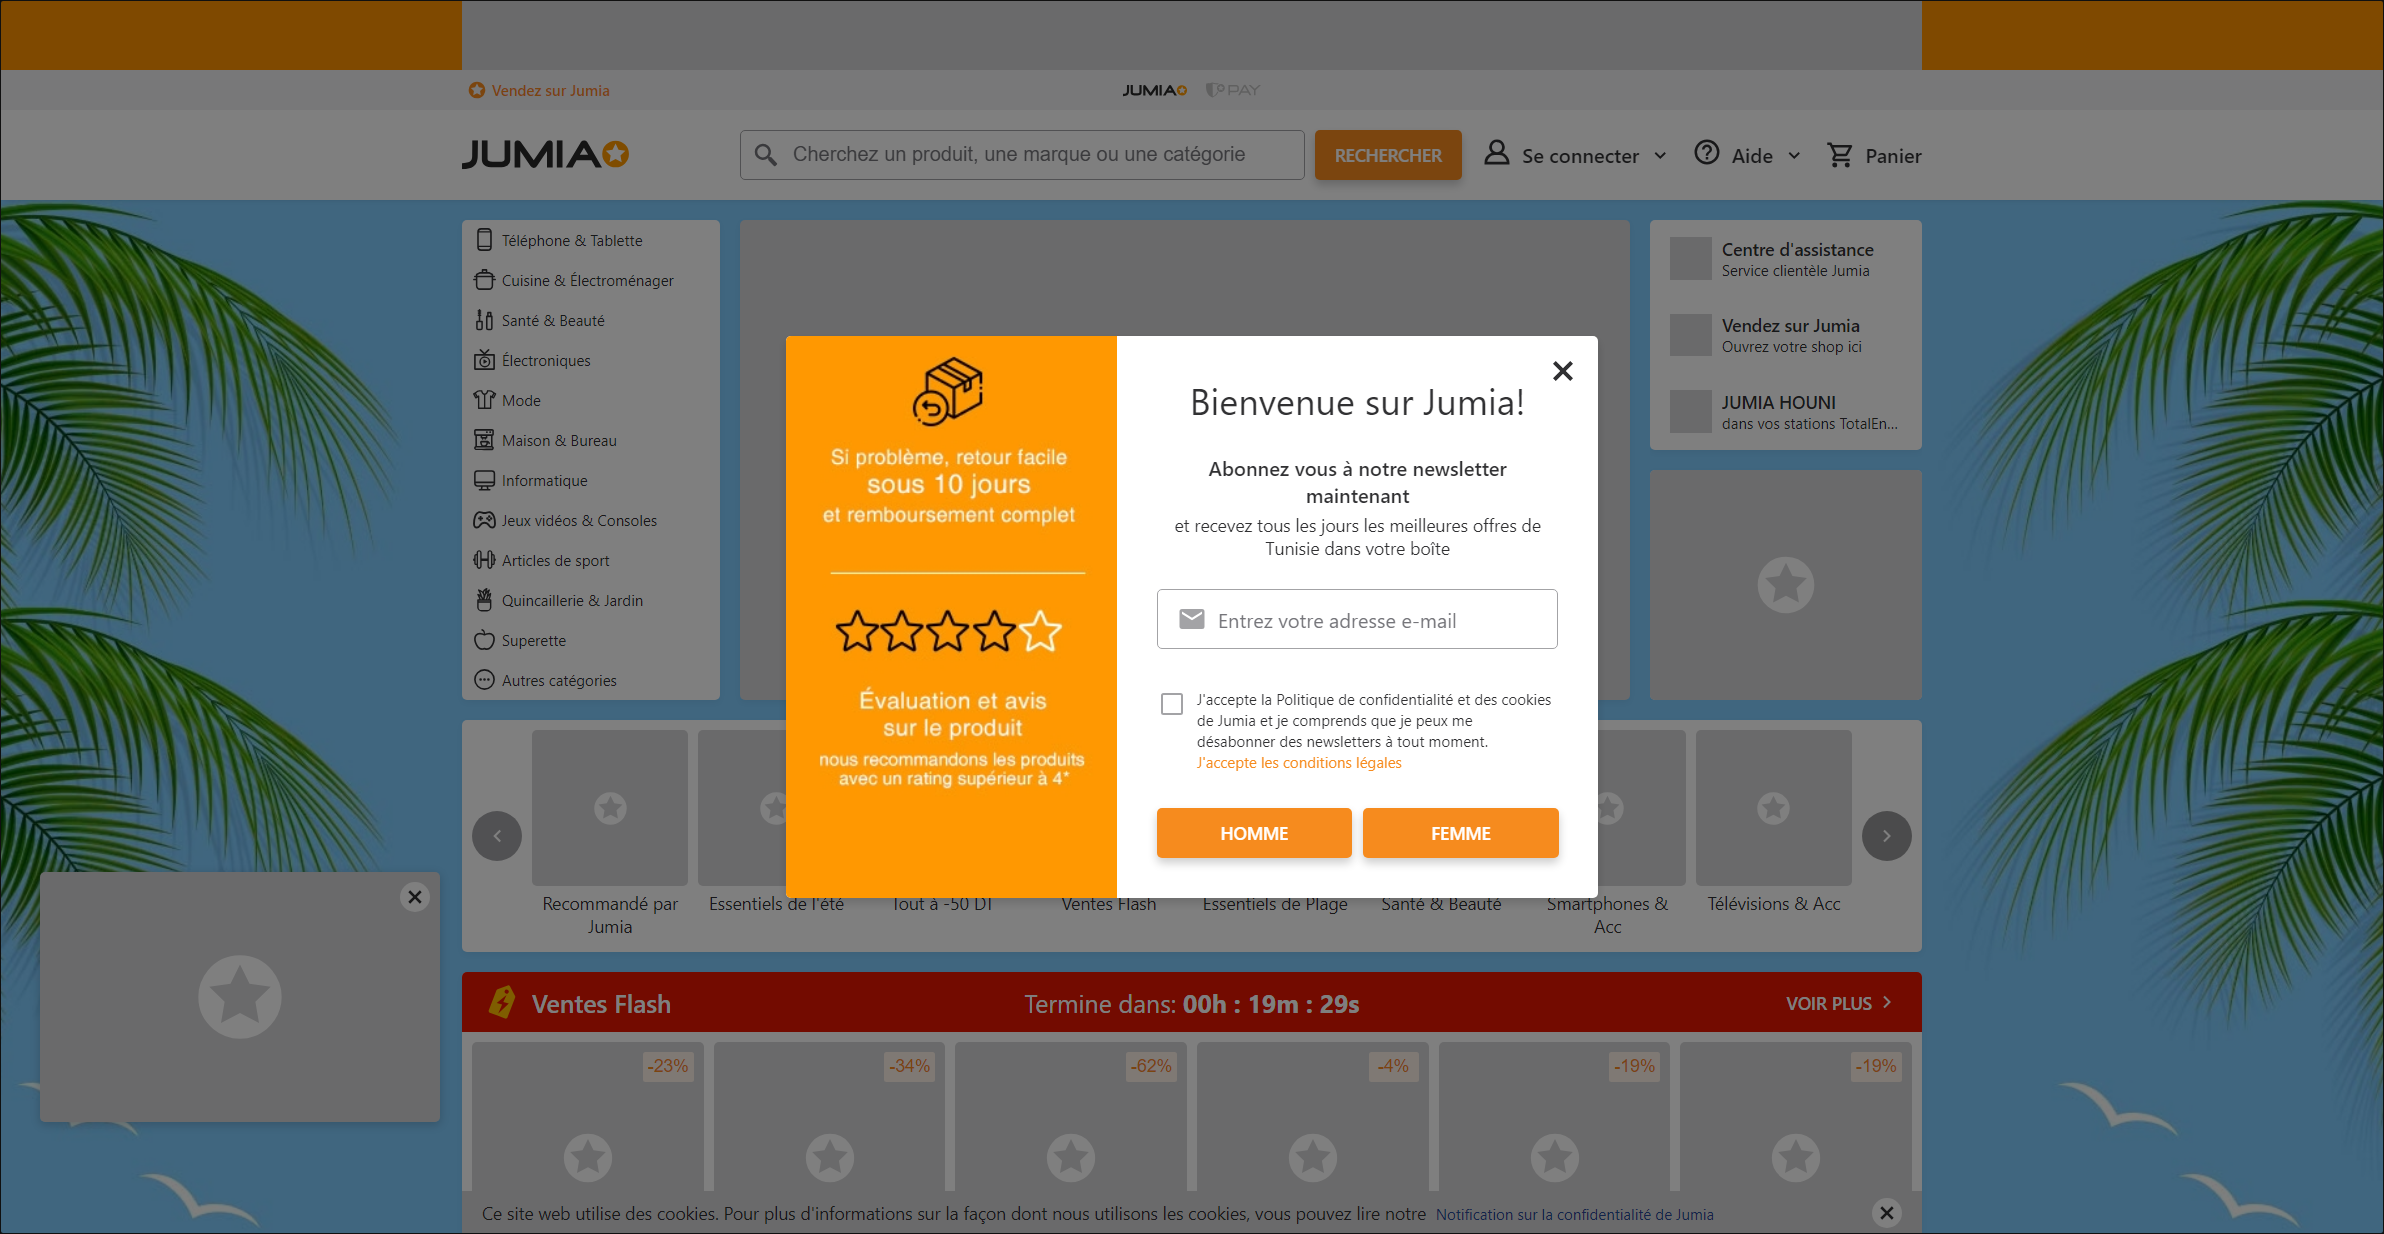 Vendez sur Jumia
JUMIA
PAY
JUMIA
Cherchez un produit, une marque ou une catégorie
RECHERCHER
Se connecter
Aide
Panier
Téléphone & Tablette
Cuisine & Électroménager
Santé & Beauté
Électroniques
Mode
Maison & Bureau
Informatique
Jeux vidéos & Consoles
Articles de sport
Quincaillerie & Jardin
Superette
Autres catégories
Centre d'assistance
Service clientèle Jumia
Vendez sur Jumia
Ouvrez votre shop ici
JUMIA HOUNI
dans vos stations TotalEn...
Si problème, retour facile
sous 10 jours
et remboursement complet
Évaluation et avis
sur le produit
nous recommandons les produits
avec un rating supérieur à 4*
Bienvenue sur Jumia!
Abonnez vous à notre newsletter
maintenant
et recevez tous les jours les meilleures offres de
Tunisie dans votre boîte
Entrez votre adresse e-mail
J'accepte la Politique de confidentialité et des cookies
de Jumia et je comprends que je peux me
désabonner des newsletters à tout moment.
J'accepte les conditions légales
HOMME
FEMME
Recommandé par
Jumia
Essentiels de l'été
Tout à -50 DT
Ventes Flash
Essentiels de Plage
Santé & Beauté
Smartphones &
Acc
Télévisions & Acc
Ventes Flash
Termine dans: 00h : 19m : 29s
VOIR PLUS
-23%
-34%
-62%
-4%
-19%
-19%
Ce site web utilise des cookies. Pour plus d'informations sur la façon dont nous utilisons les cookies, vous pouvez lire notre Notification sur la confidentialité de Jumia